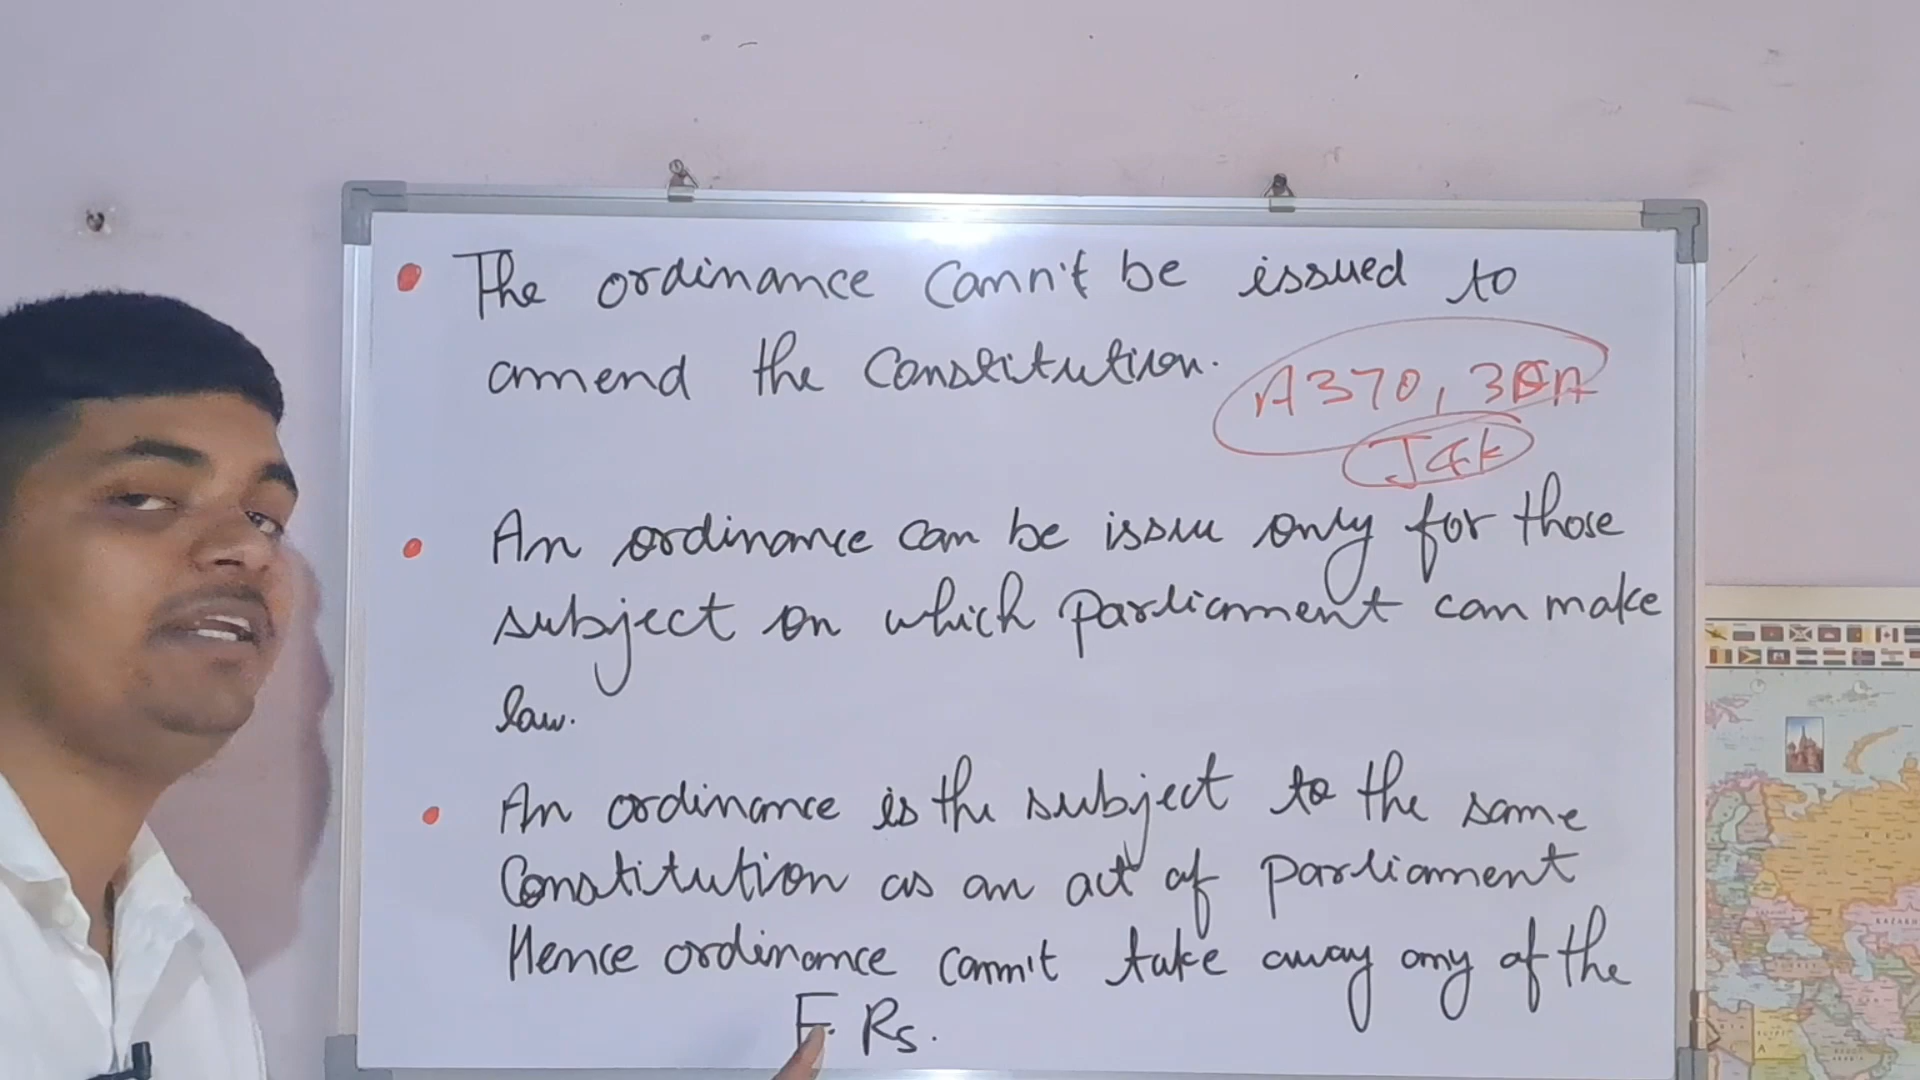 The ordinance cann't be issued to
amend the Constitution.
A370, 35A
J&K
An ordinance can be issu only for those
subject on which parliament can make
law.
An ordinance is the subject to the same
Constitution as an act of parliament
Hence ordinance cann't take away any of the
F. Rs.